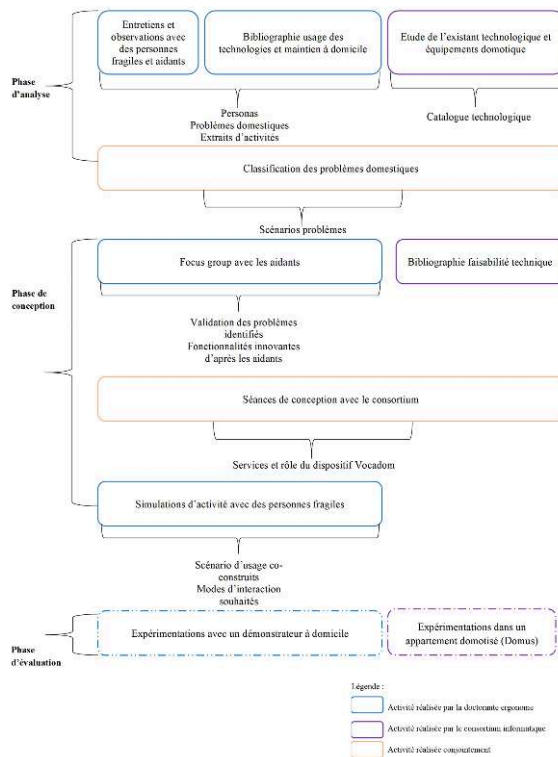 Entretiens et
observations avec
des personnes
fragiles et aidants
Bibliographie usage des
technologies et maintien à domicile
Etude de l'existant technologique et
équipements domotique
Phase
d'analyse
Personas
Problèmes domestiques
Extraits d'activités
Catalogue technologique
Classification des problèmes domestiques
Scénarios problèmes
Focus group avec les aidants
Bibliographie faisabilité technique
Phase de
conception
Validation des problèmes
identifiés
Fonctionnalités innovantes
d'après les aidants
Séances de conception avec le consortium
Services et rôle du dispositif Vocadom
Simulations d'activité avec des personnes fragiles
Scénario d'usage co-
construits
Modes d'interaction
souhaités
Phase
d'évaluation
Expérimentations avec un démonstrateur à domicile
Expérimentations dans un
appartement domotisé (Domus)
Légende :
Activité réalisée par la doctorante ergonome
Activité réalisée par le consortium informatique
Activité réalisée conjointement